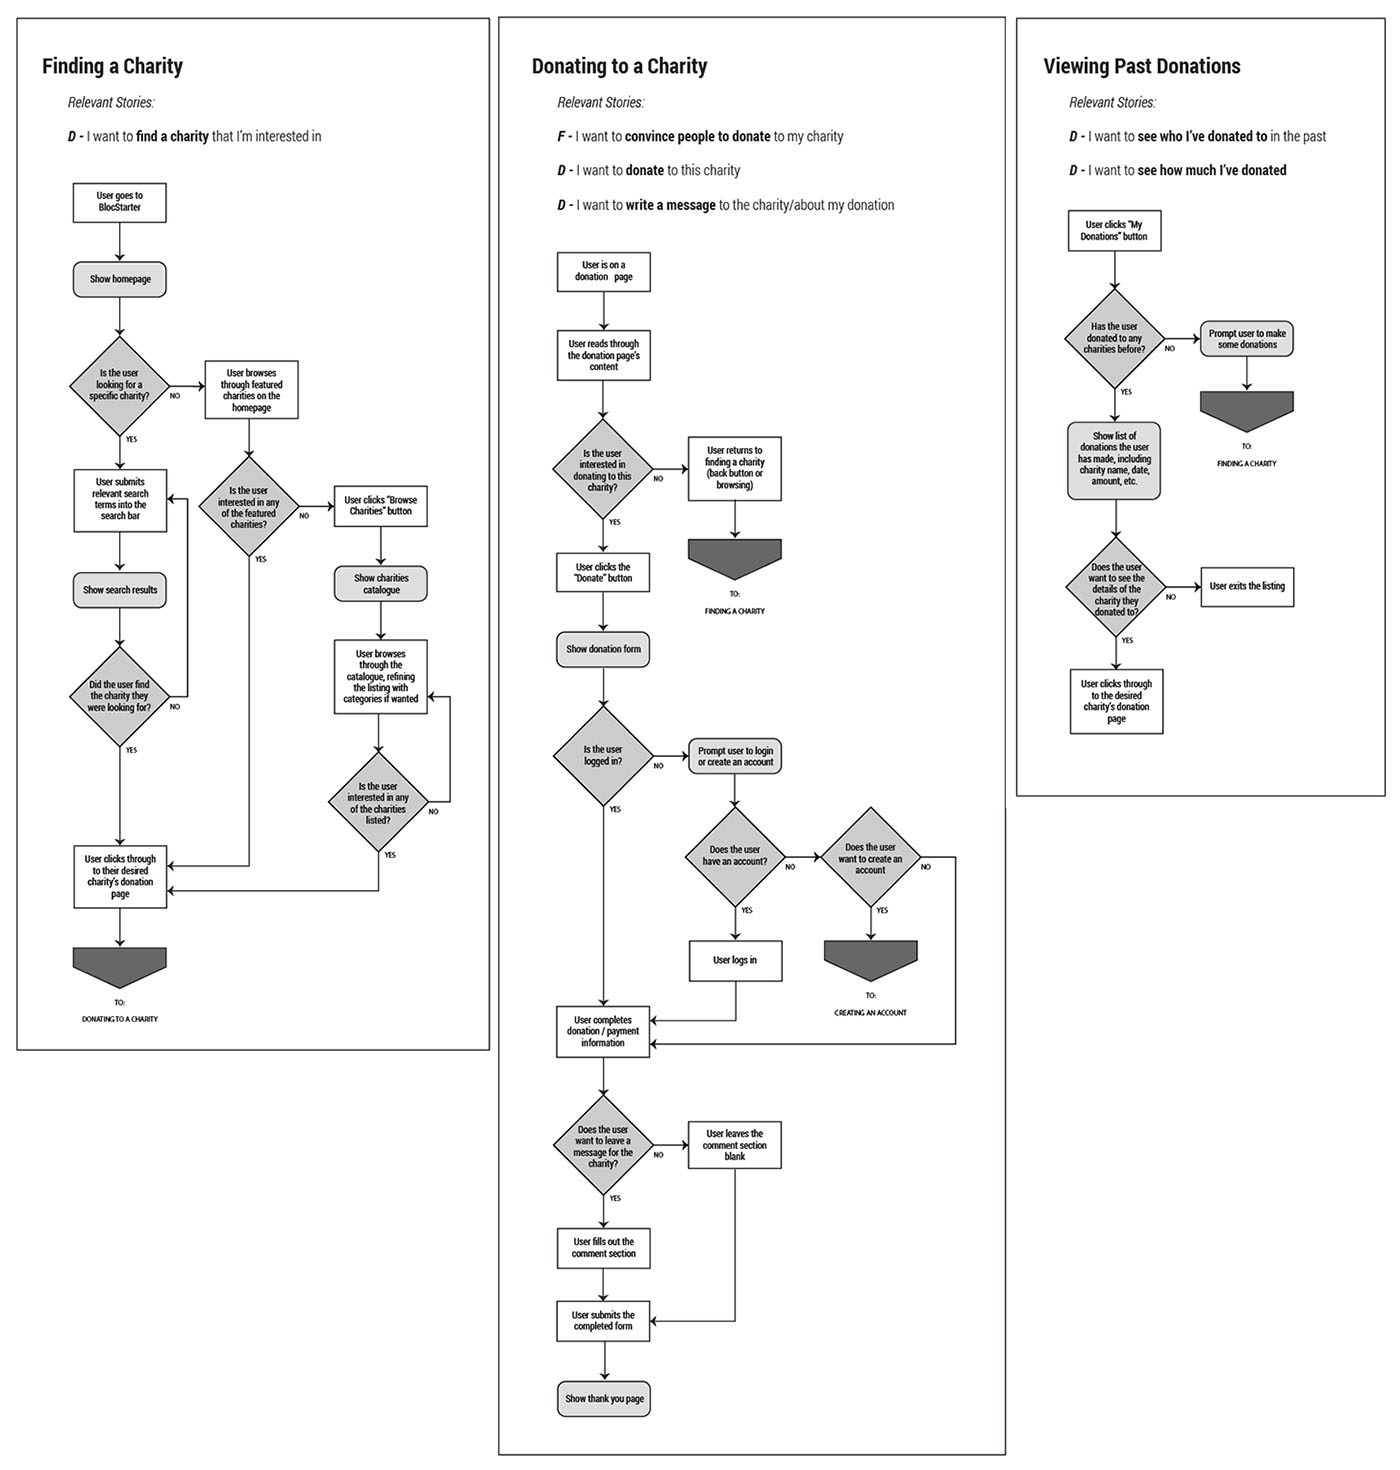 Finding a Charity
Relevant Stories:
D - I want to find a charity that I'm interested in
User goes to
BlocStarter
Show homepage
Is the user
looking for a
specific charity?
NO
YES
User browses
through featured
charities on the
homepage
User submits
relevant search
terms into the
search bar
Is the user
interested in any
of the featured
charities?
NO
YES
User clicks “Browse
Charities” button
Show search results
Show charities
catalogue
Did the user find
the charity they
were looking for?
NO
YES
User browses
through the
catalogue, refining
the listing with
categories if wanted
Is the user
interested in any
of the charities
listed?
NO
YES
User clicks through
to their desired
charity's donation
page
TO:
DONATING TO A CHARITY
Donating to a Charity
Relevant Stories:
F - I want to convince people to donate to my charity
D - I want to donate to this charity
D - I want to write a message to the charity/about my donation
User is on a
donation page
User reads through
the donation page's
content
Is the user
interested in
donating to this
charity?
NO
YES
User returns to
finding a charity
(back button or
browsing)
TO:
FINDING A CHARITY
User clicks the
“Donate” button
Show donation form
Is the user
logged in?
NO
YES
Prompt user to login
or create an account
Does the user
have an account?
NO
YES
Does the user
want to create an
account
NO
YES
User logs in
TO:
CREATING AN ACCOUNT
User completes
donation / payment
information
Does the user
want to leave a
message for the
charity?
NO
YES
User leaves the
comment section
blank
User fills out the
comment section
User submits the
completed form
Show thank you page
Viewing Past Donations
Relevant Stories:
D - I want to see who I've donated to in the past
D - I want to see how much I've donated
User clicks “My
Donations” button
Has the user
donated to any
charities before?
NO
YES
Prompt user to make
some donations
TO:
FINDING A CHARITY
Show list of
donations the user
has made, including
charity name, date,
amount, etc.
Does the user
want to see the
details of the
charity they
donated to?
NO
YES
User exits the listing
User clicks through
to the desired
charity's donation
page